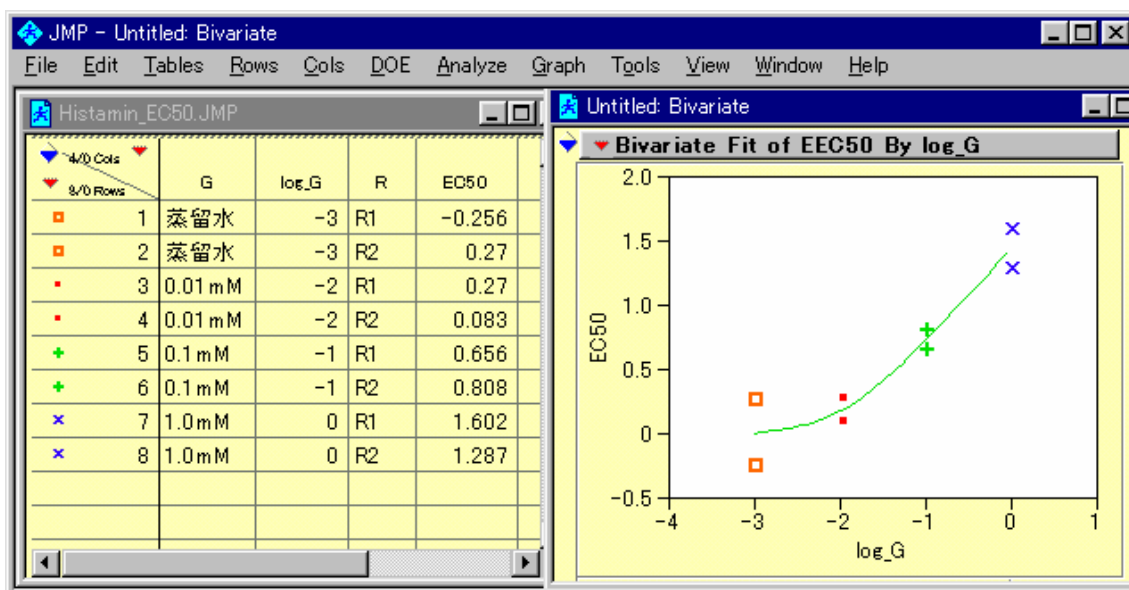 JMP - Untitled: Bivariate
File Edit Tables Rows Cols DOE Analyze Graph Tools View Window Help
Histamin_EC50.JMP
4/0 Cols
8/0 Rows
G log_G R EC50
1 蒸留水 -3 R1 -0.256
2 蒸留水 -3 R2 0.27
3 0.01mM -2 R1 0.27
4 0.01mM -2 R2 0.083
5 0.1mM -1 R1 0.656
6 0.1mM -1 R2 0.808
7 1.0mM 0 R1 1.602
8 1.0mM 0 R2 1.287
Untitled: Bivariate
Bivariate Fit of EEC50 By log_G
2.0
1.5
1.0
0.5
0
-0.5
EC50
-4 -3 -2 -1 0 1
log_G